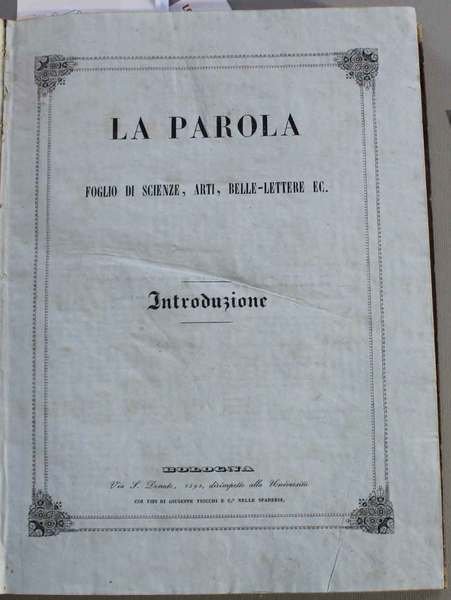 LA PAROLA
FOGLIO DI SCIENZE, ARTI, BELLE-LETTERE EC.
Introduzione
BOLOGNA
Via S. Donato, dirimpetto alla Università
COI TIPI DI GIUSEPPE TIOCCHI E C.º NELLE SPADERIE.